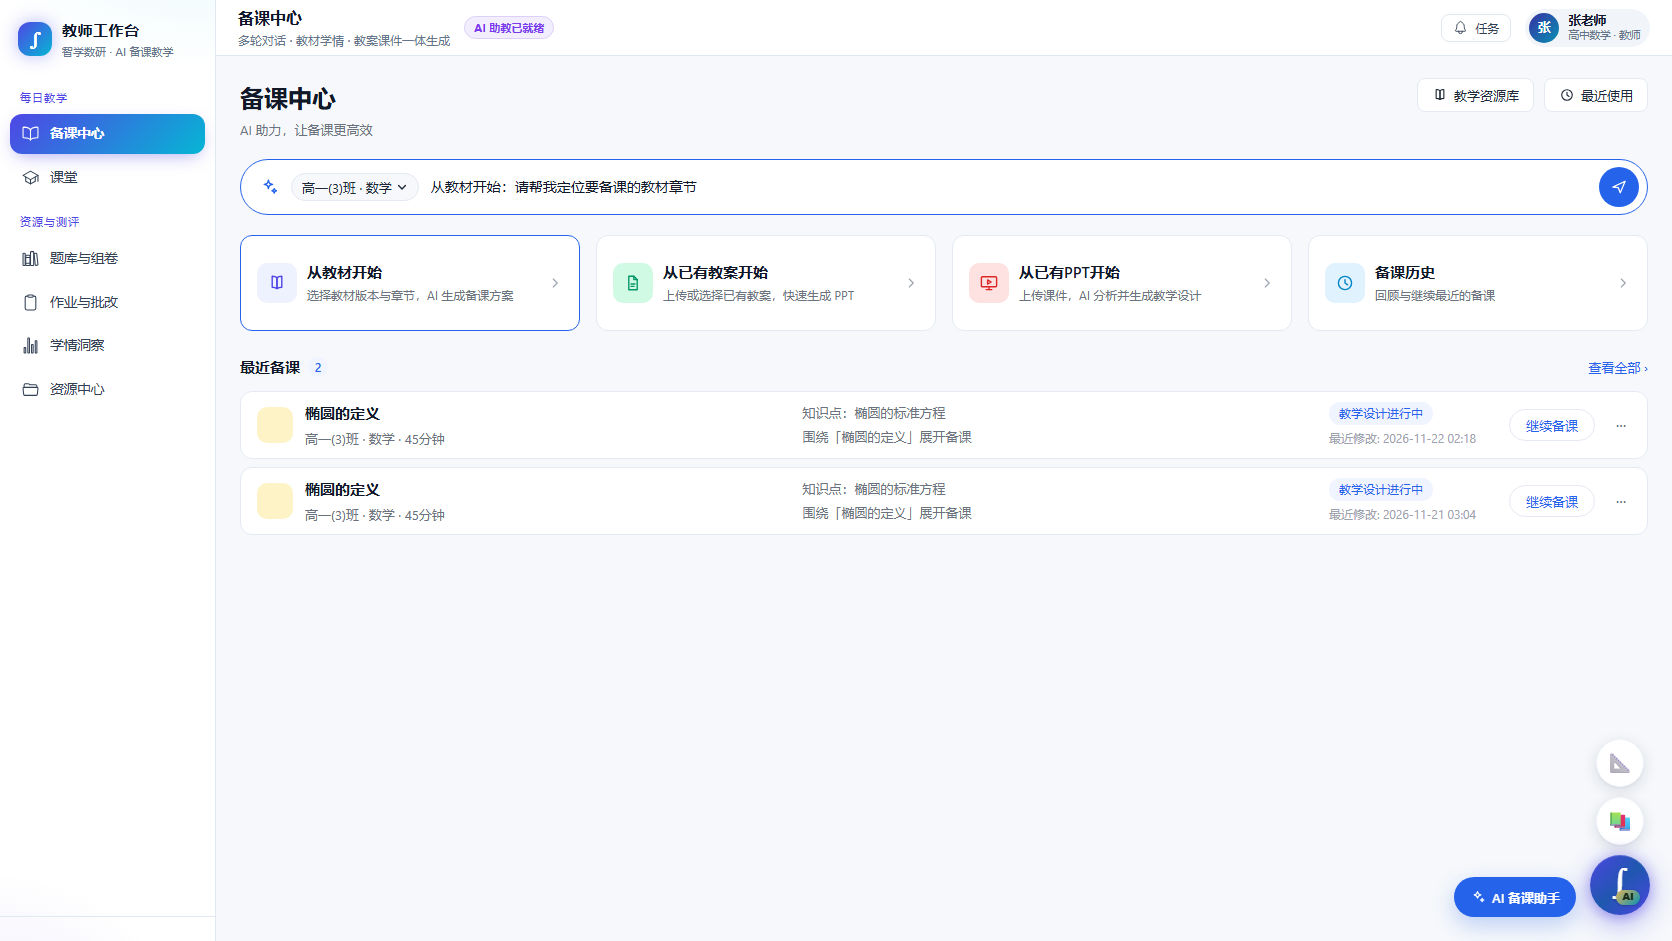 教师工作台
智学数研 · AI 备课教学
每日教学
备课中心
课堂
资源与测评
题库与组卷
作业与批改
学情洞察
资源中心
备课中心
多轮对话 · 教材学情 · 教案课件一体生成
AI 助教已就绪
任务
张
张老师
高中数学 · 教师
备课中心
AI 助力，让备课更高效
教学资源库
最近使用
高一(3)班 · 数学
从教材开始：请帮我定位要备课的教材章节
从教材开始
选择教材版本与章节，AI 生成备课方案
从已有教案开始
上传或选择已有教案，快速生成 PPT
从已有PPT开始
上传课件，AI 分析并生成教学设计
备课历史
回顾与继续最近的备课
最近备课 2
查看全部 ›
椭圆的定义
高一(3)班 · 数学 · 45分钟
知识点：椭圆的标准方程
围绕「椭圆的定义」展开备课
教学设计进行中
最近修改: 2026-11-22 02:18
继续备课
...
椭圆的定义
高一(3)班 · 数学 · 45分钟
知识点：椭圆的标准方程
围绕「椭圆的定义」展开备课
教学设计进行中
最近修改: 2026-11-21 03:04
继续备课
...
AI 备课助手
∫
AI